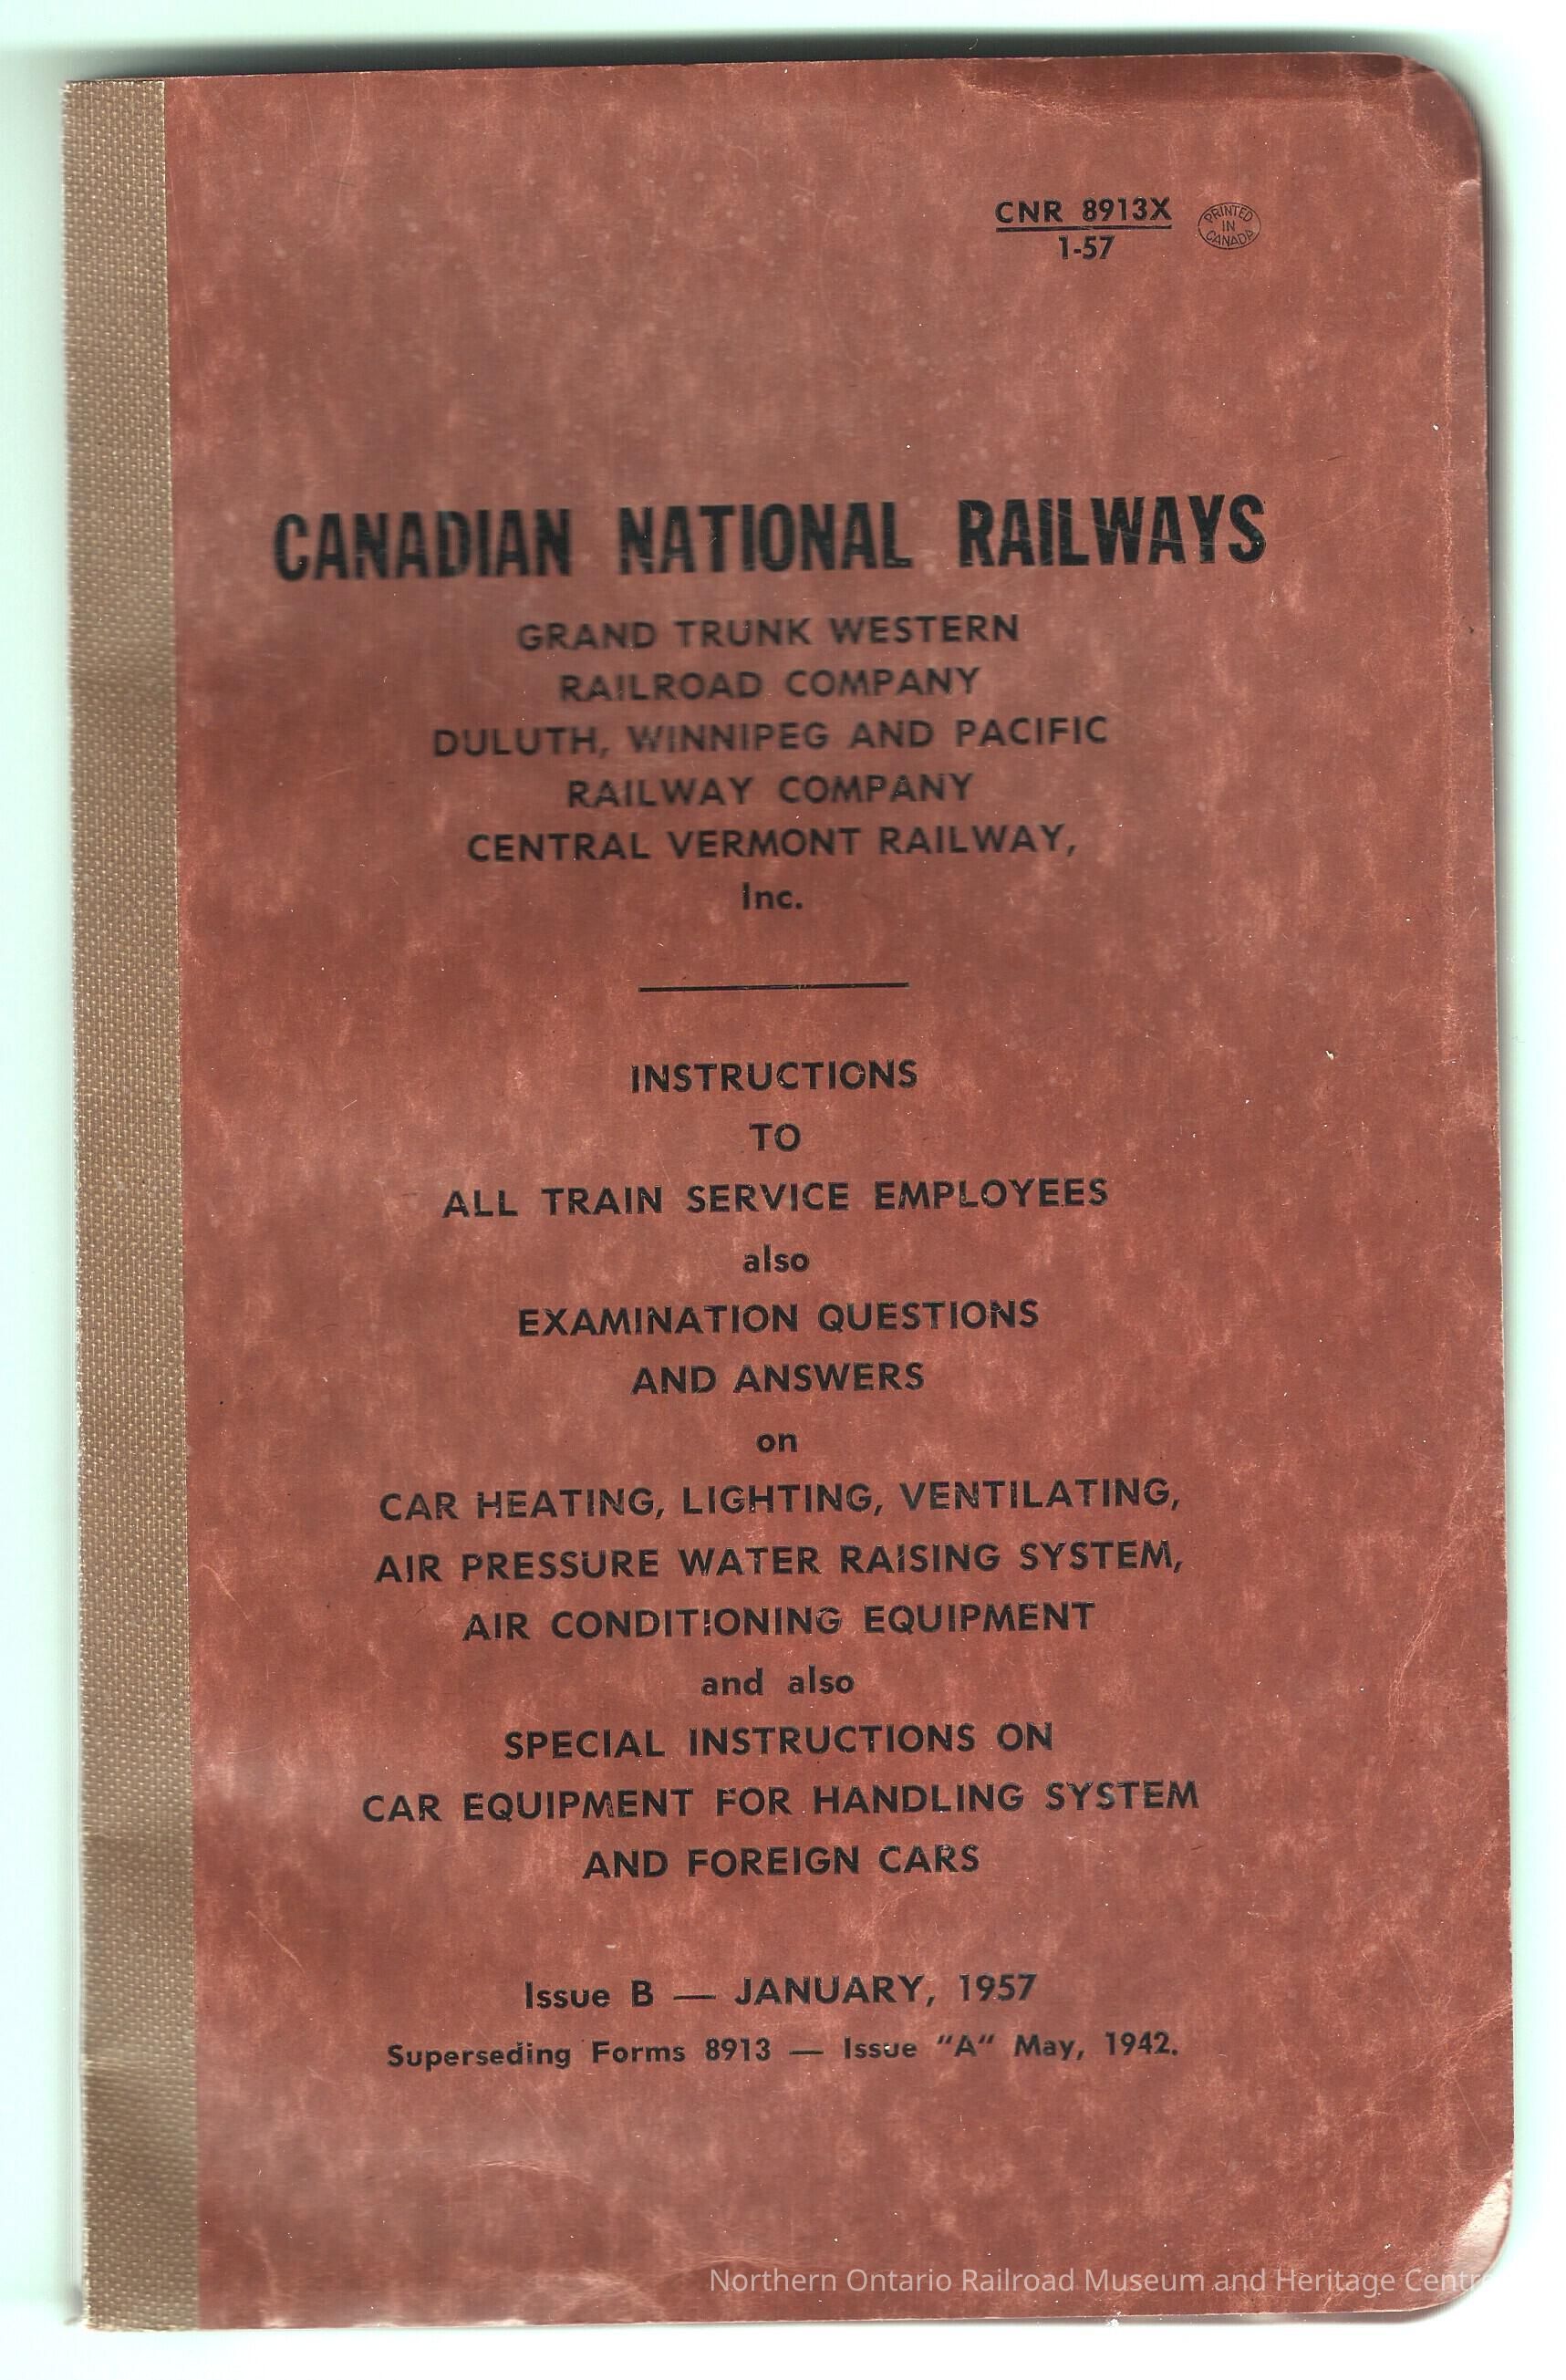 CNR 8913X
1-57
PRINTED
IN
CANADA
CANADIAN NATIONAL RAILWAYS
GRAND TRUNK WESTERN
RAILROAD COMPANY
DULUTH, WINNIPEG AND PACIFIC
RAILWAY COMPANY
CENTRAL VERMONT RAILWAY,
Inc.
INSTRUCTIONS
TO
ALL TRAIN SERVICE EMPLOYEES
also
EXAMINATION QUESTIONS
AND ANSWERS
on
CAR HEATING, LIGHTING, VENTILATING,
AIR PRESSURE WATER RAISING SYSTEM,
AIR CONDITIONING EQUIPMENT
and also
SPECIAL INSTRUCTIONS ON
CAR EQUIPMENT FOR HANDLING SYSTEM
AND FOREIGN CARS
Issue B — JANUARY, 1957
Superseding Forms 8913 — Issue "A" May, 1942.
Northern Ontario Railroad Museum and Heritage Centre